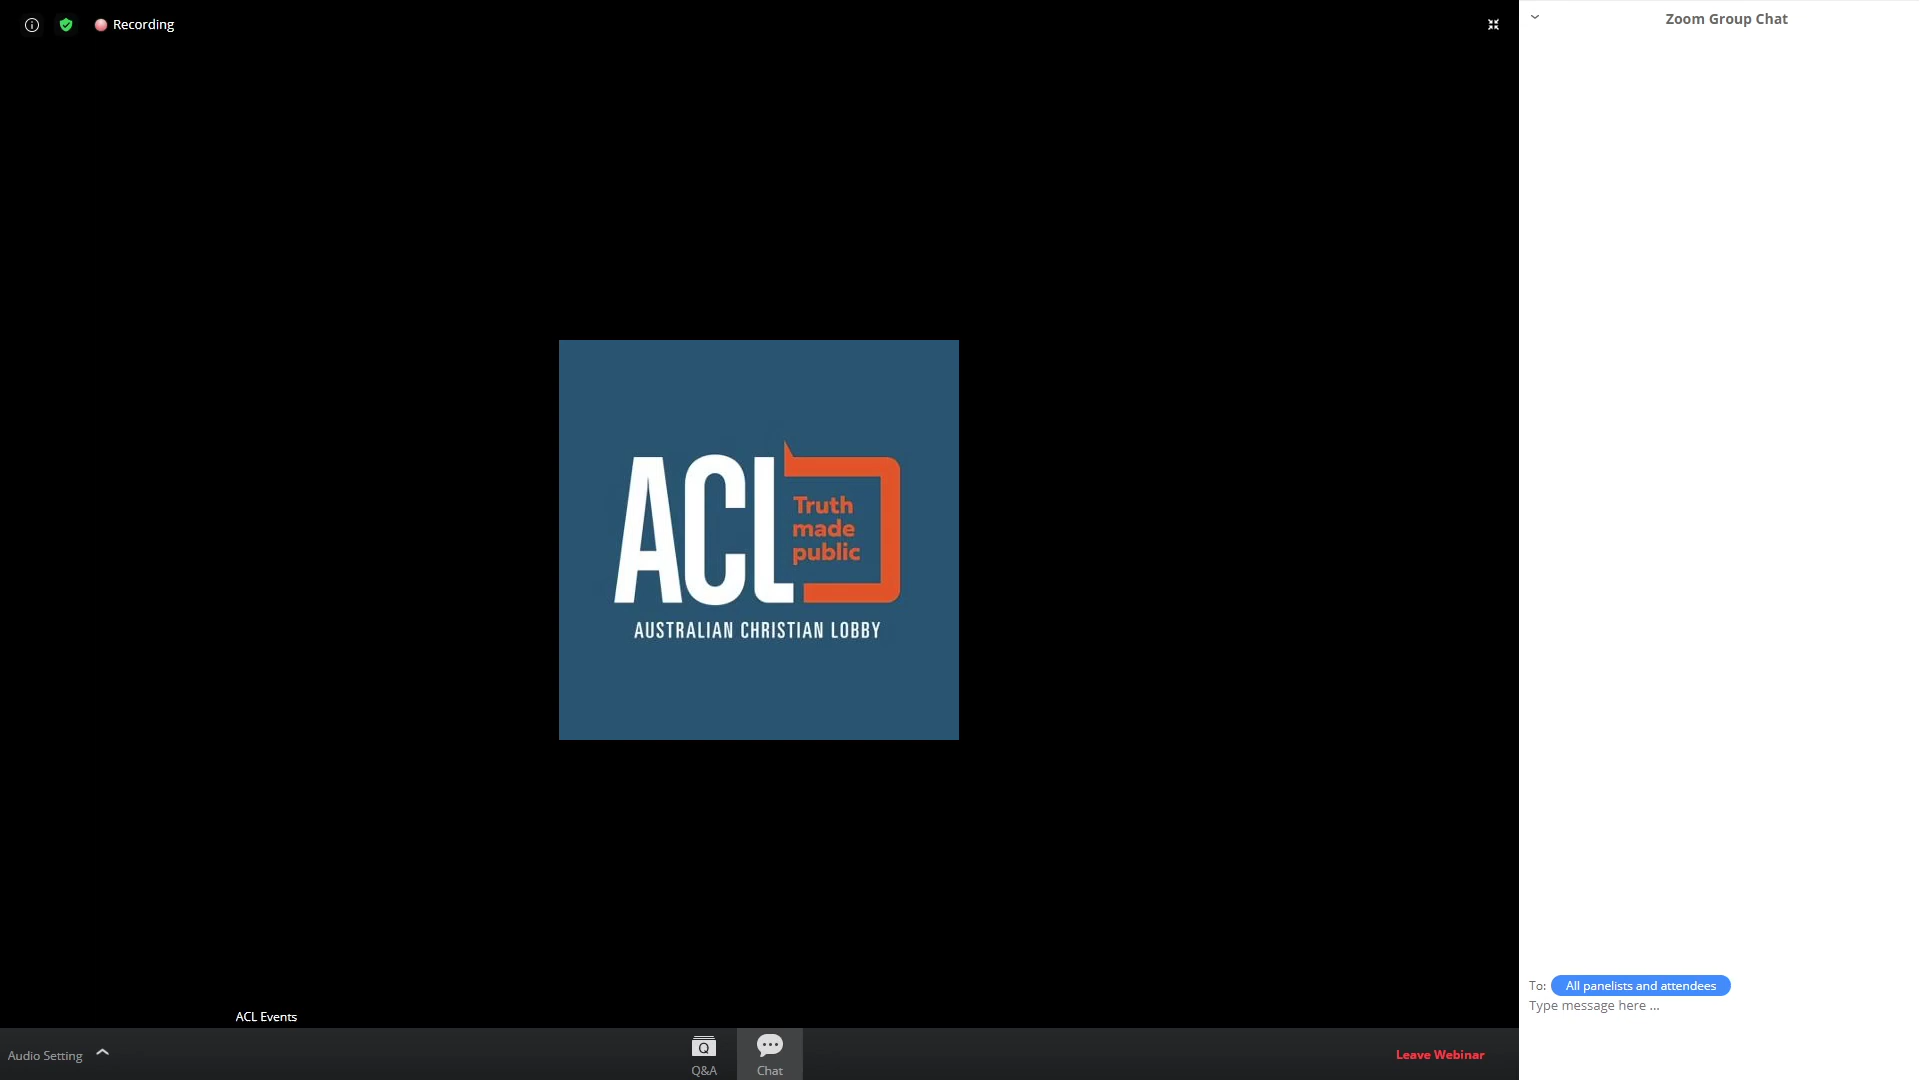 Recording
Zoom Group Chat
ACL
Truth
made
public
AUSTRALIAN CHRISTIAN LOBBY
To: All panelists and attendees
Type message here ...
ACL Events
Audio Setting
Q
Q&A
Chat
Leave Webinar